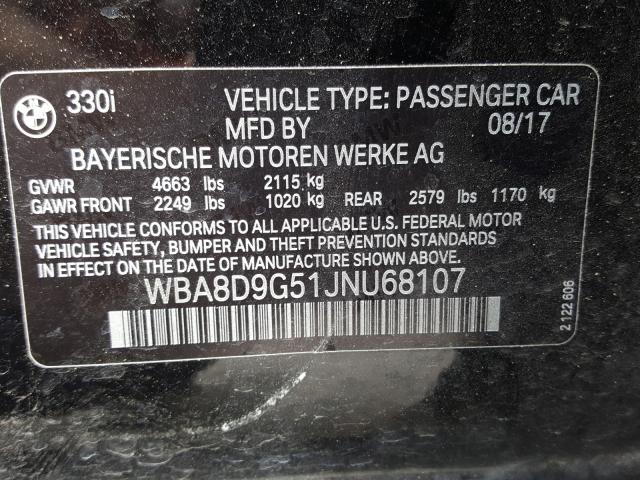 BMW 330i VEHICLE TYPE: PASSENGER CAR
MFD BY 08/17
BAYERISCHE MOTOREN WERKE AG
GVWR 4663 lbs 2115 kg
GAWR FRONT 2249 lbs 1020 kg REAR 2579 lbs 1170 kg
THIS VEHICLE CONFORMS TO ALL APPLICABLE U.S. FEDERAL MOTOR
VEHICLE SAFETY, BUMPER AND THEFT PREVENTION STANDARDS
IN EFFECT ON THE DATE OF MANUFACTURE SHOWN ABOVE.
WBA8D9G51JNU68107
2 122 606